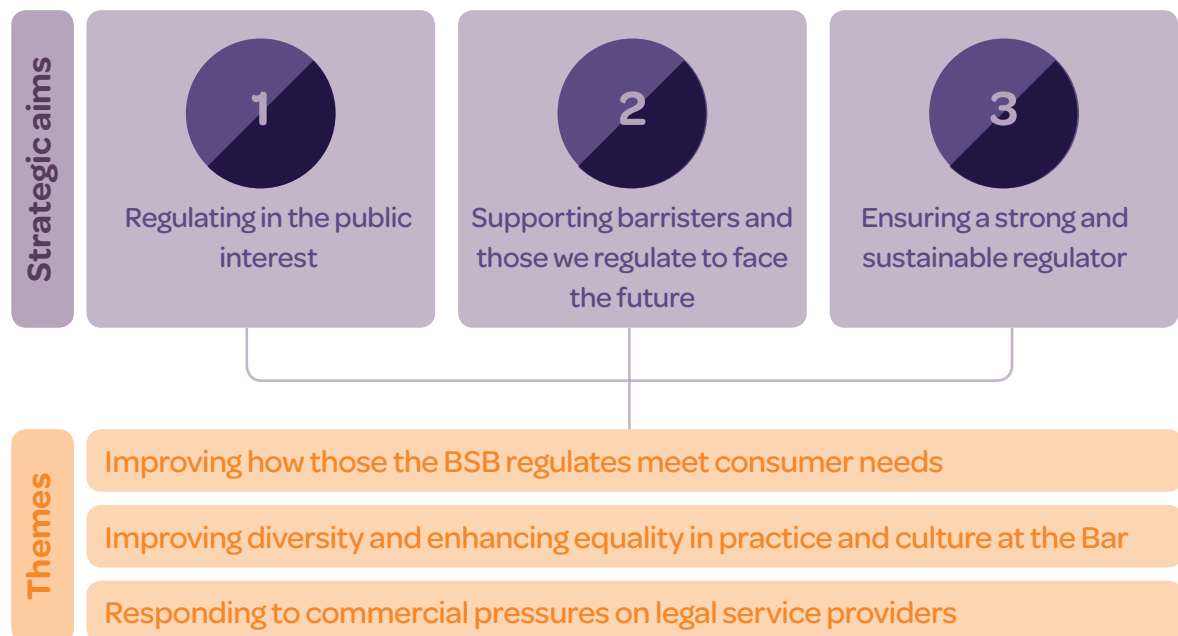 Strategic aims
1
Regulating in the public
interest
2
Supporting barristers and
those we regulate to face
the future
3
Ensuring a strong and
sustainable regulator
Themes
Improving how those the BSB regulates meet consumer needs
Improving diversity and enhancing equality in practice and culture at the Bar
Responding to commercial pressures on legal service providers